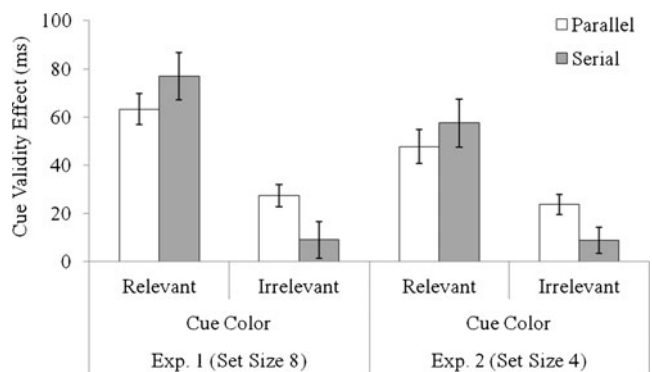 Cue Validity Effect (ms)
100
80
60
40
20
0
Parallel
Serial
Relevant Irrelevant Relevant Irrelevant
Cue Color Cue Color
Exp. 1 (Set Size 8) Exp. 2 (Set Size 4)